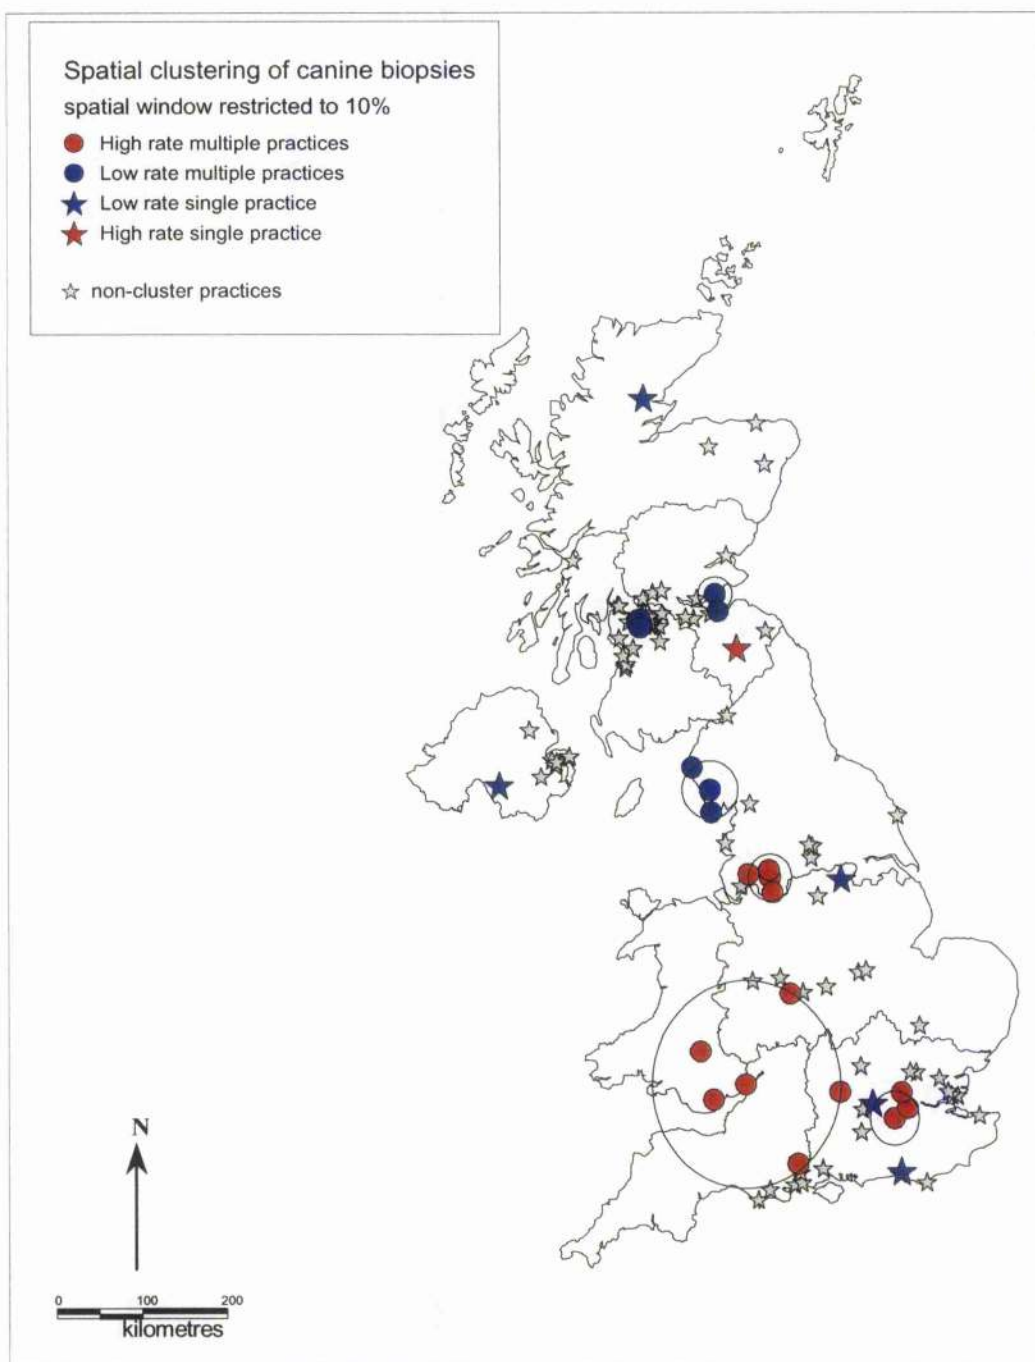 Spatial clustering of canine biopsies
spatial window restricted to 10%
High rate multiple practices
Low rate multiple practices
Low rate single practice
High rate single practice
non-cluster practices
N
0 100 200
kilometres